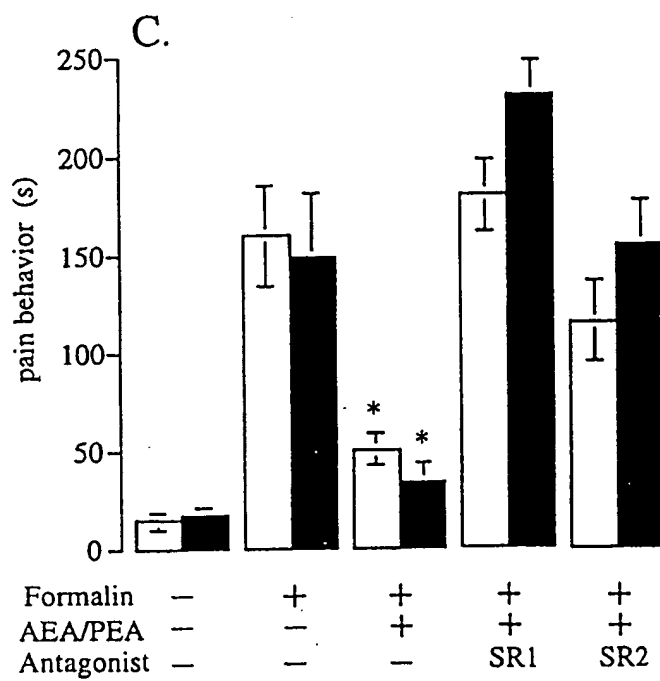 C.
250
200
150
100
50
0
pain behavior (s)
* *
Formalin − + + + +
AEA/PEA − − + + +
Antagonist − − − SR1 SR2